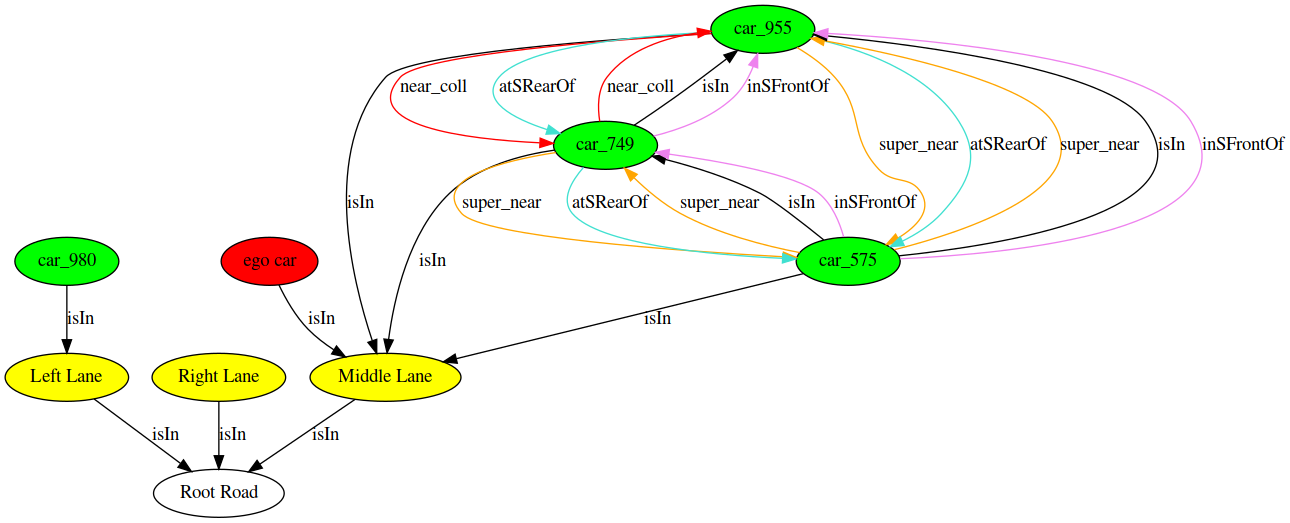 car_955
near_coll
atSRearOf
near_coll
isIn
inSFrontOf
car_749
super_near
atSRearOf
super_near
isIn
inSFrontOf
isIn
super_near
atSRearOf
super_near
isIn
inSFrontOf
car_980
ego car
isIn
car_575
isIn
isIn
isIn
Left Lane
Right Lane
Middle Lane
isIn
isIn
isIn
Root Road